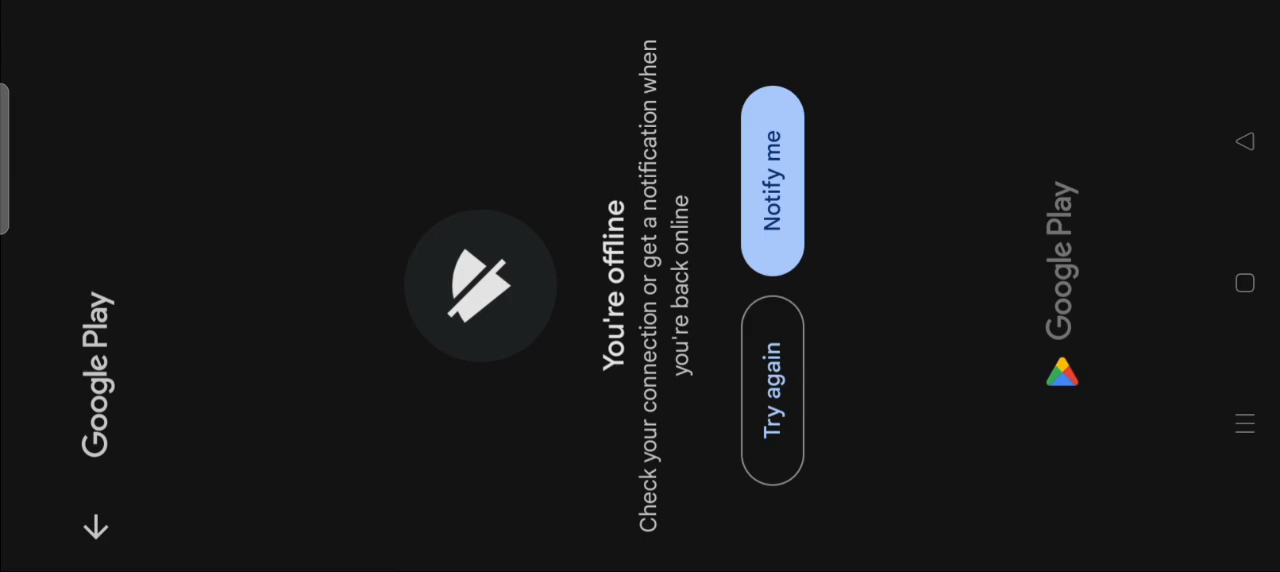 Google Play
You're offline
Check your connection or get a notification when
you're back online
Try again
Notify me
Google Play